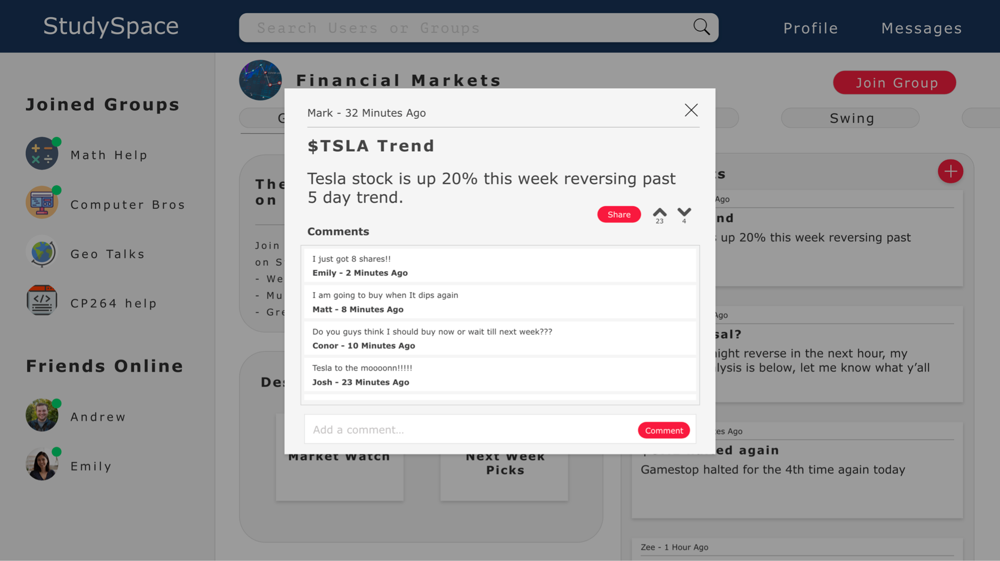 StudySpace
Search Users or Groups
Profile
Messages
Financial Markets
Join Group
Swing
Joined Groups
Math Help
Computer Bros
Geo Talks
CP264 help
Friends Online
Andrew
Emily
The
on
Join
on S
- We
- Mu
- Gre
Des
Market Watch
Next Week
Picks
Mark - 32 Minutes Ago
$TSLA Trend
Tesla stock is up 20% this week reversing past
5 day trend.
Share
23
4
Comments
I just got 8 shares!!
Emily - 2 Minutes Ago
I am going to buy when It dips again
Matt - 8 Minutes Ago
Do you guys think I should buy now or wait till next week???
Conor - 10 Minutes Ago
Tesla to the moooonn!!!!!
Josh - 23 Minutes Ago
Add a comment...
Comment
ts
Ago
nd
up 20% this week reversing past
Ago
sal?
ight reverse in the next hour, my
lysis is below, let me know what y’all
tes Ago
ed again
Gamestop halted for the 4th time again today
Zee - 1 Hour Ago